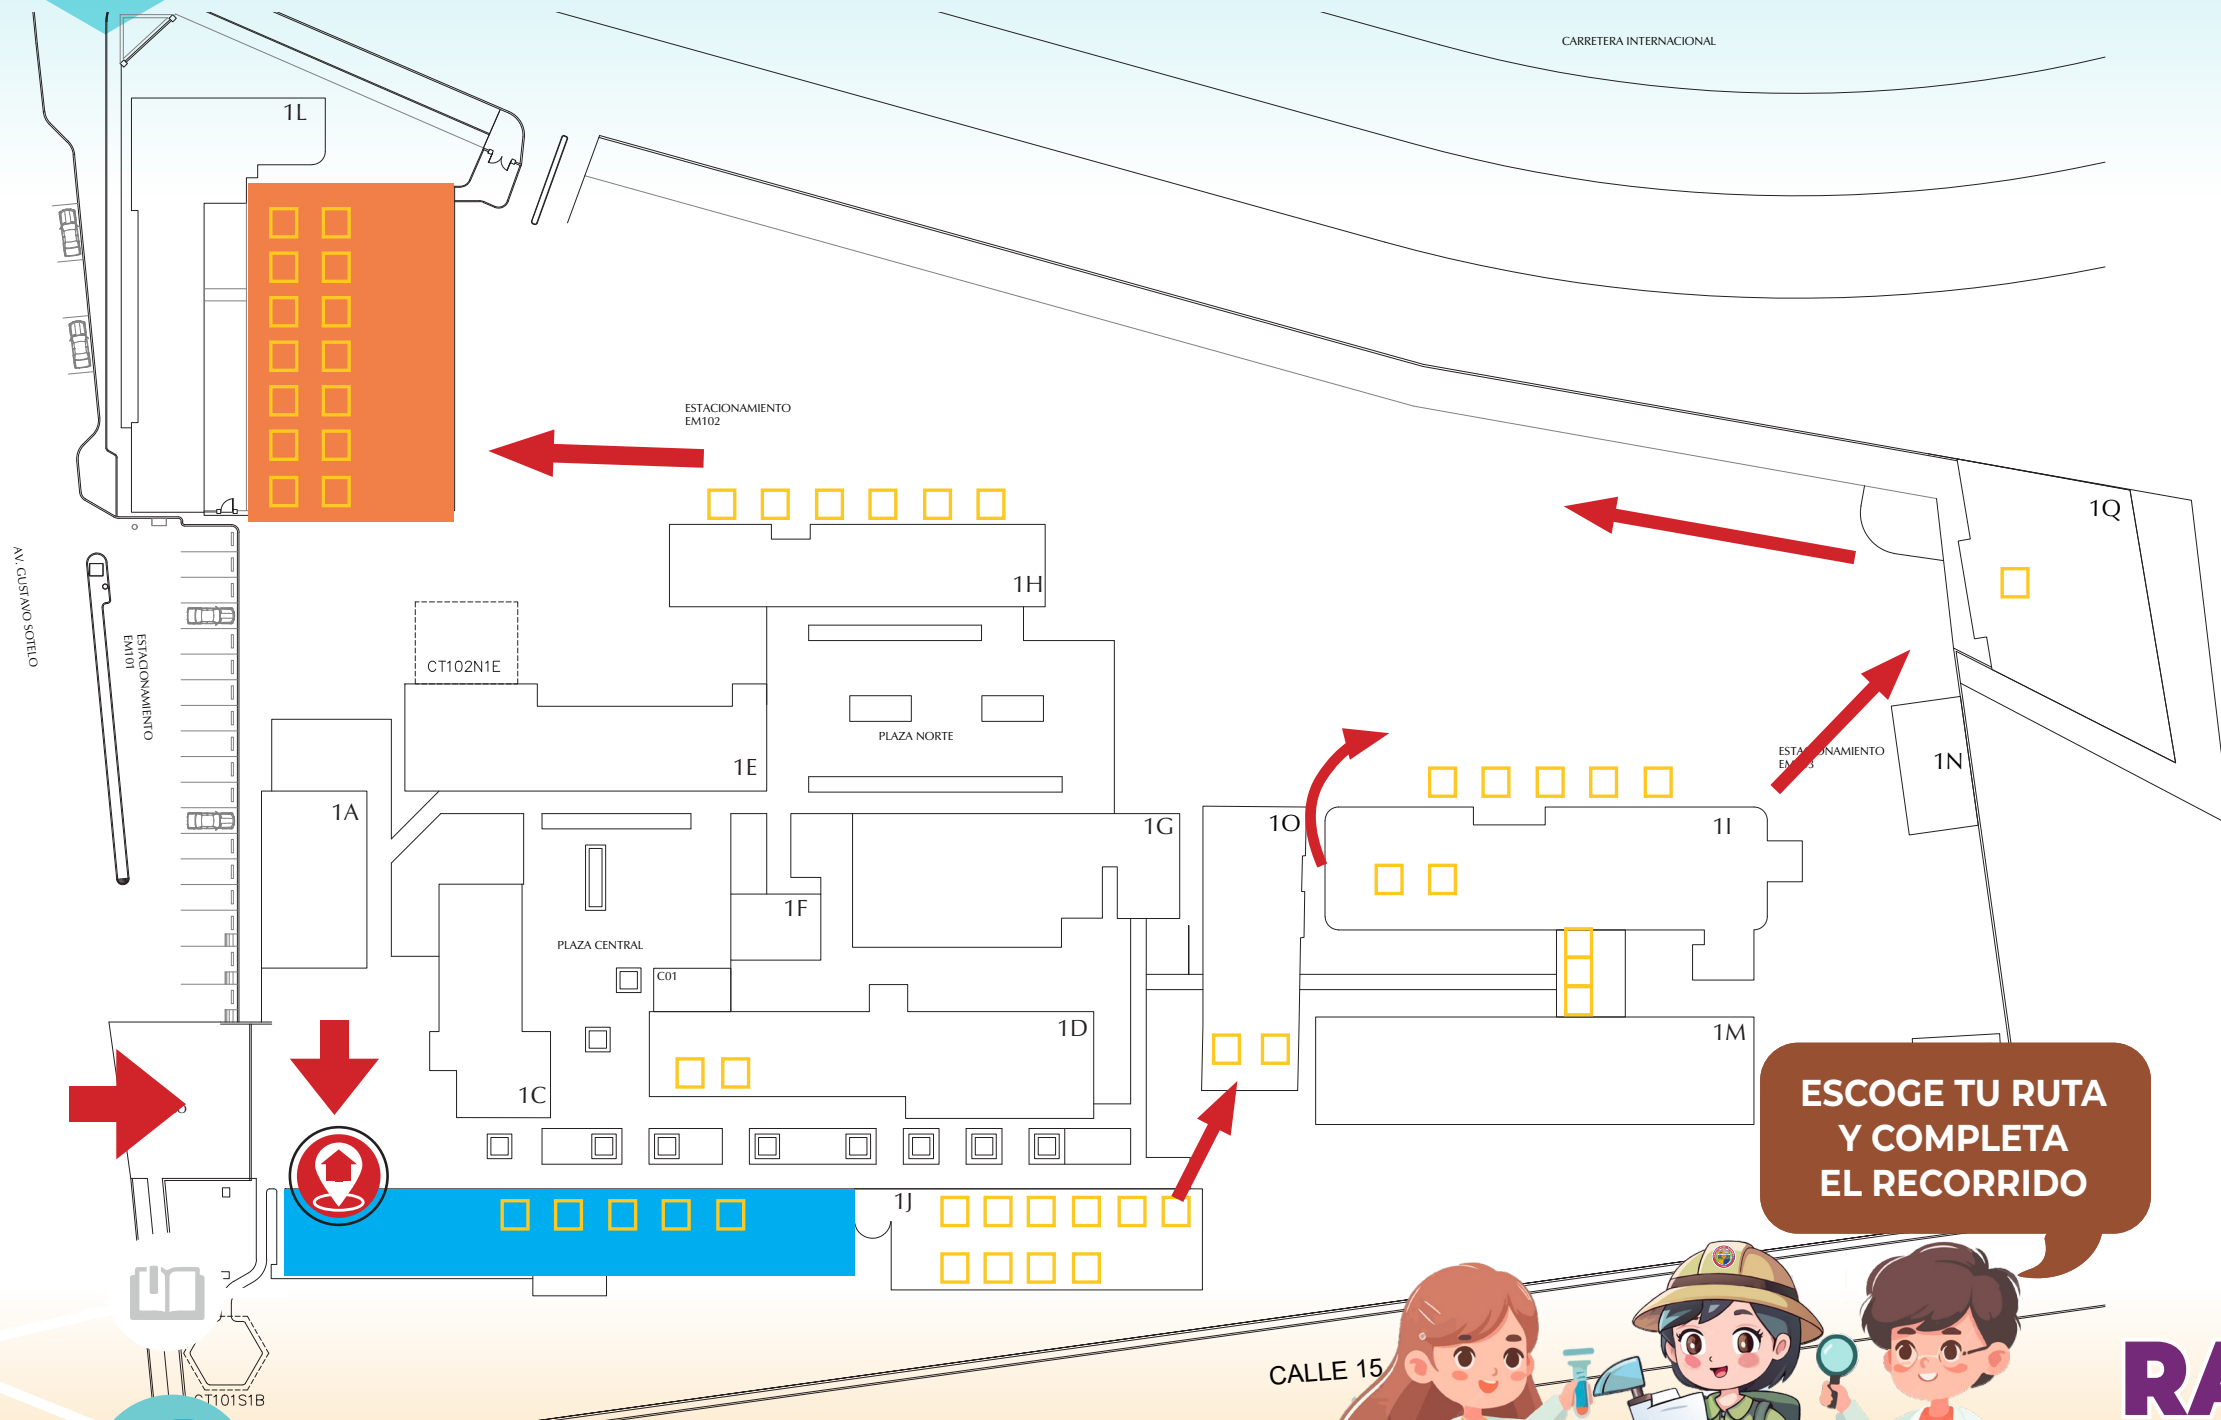 CARRETERA INTERNACIONAL
1L
ESTACIONAMIENTO
EM102
1Q
1H
AV. GUSTAVO SOTELO
ESTACIONAMIENTO
EM101
CT102N1E
PLAZA NORTE
1E
1N
1A
1G
1O
1I
1F
PLAZA CENTRAL
C01
1D
1M
1C
1J
ESCOGE TU RUTA
Y COMPLETA
EL RECORRIDO
CALLE 15
CT101S1B